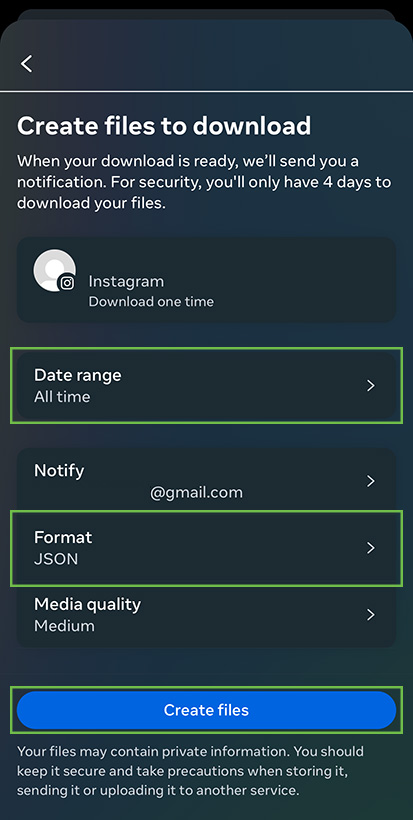 Create files to download
When your download is ready, we'll send you a
notification. For security, you'll only have 4 days to
download your files.
Instagram
Download one time
Date range
All time
Notify
@gmail.com
Format
JSON
Media quality
Medium
Create files
Your files may contain private information. You should
keep it secure and take precautions when storing it,
sending it or uploading it to another service.